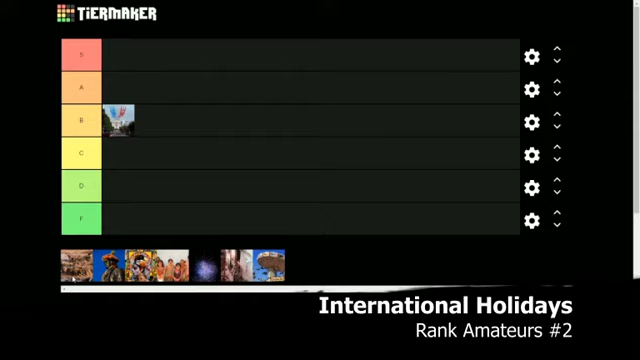 TIERMAKER
S
A
B
C
D
F
International Holidays
Rank Amateurs #2